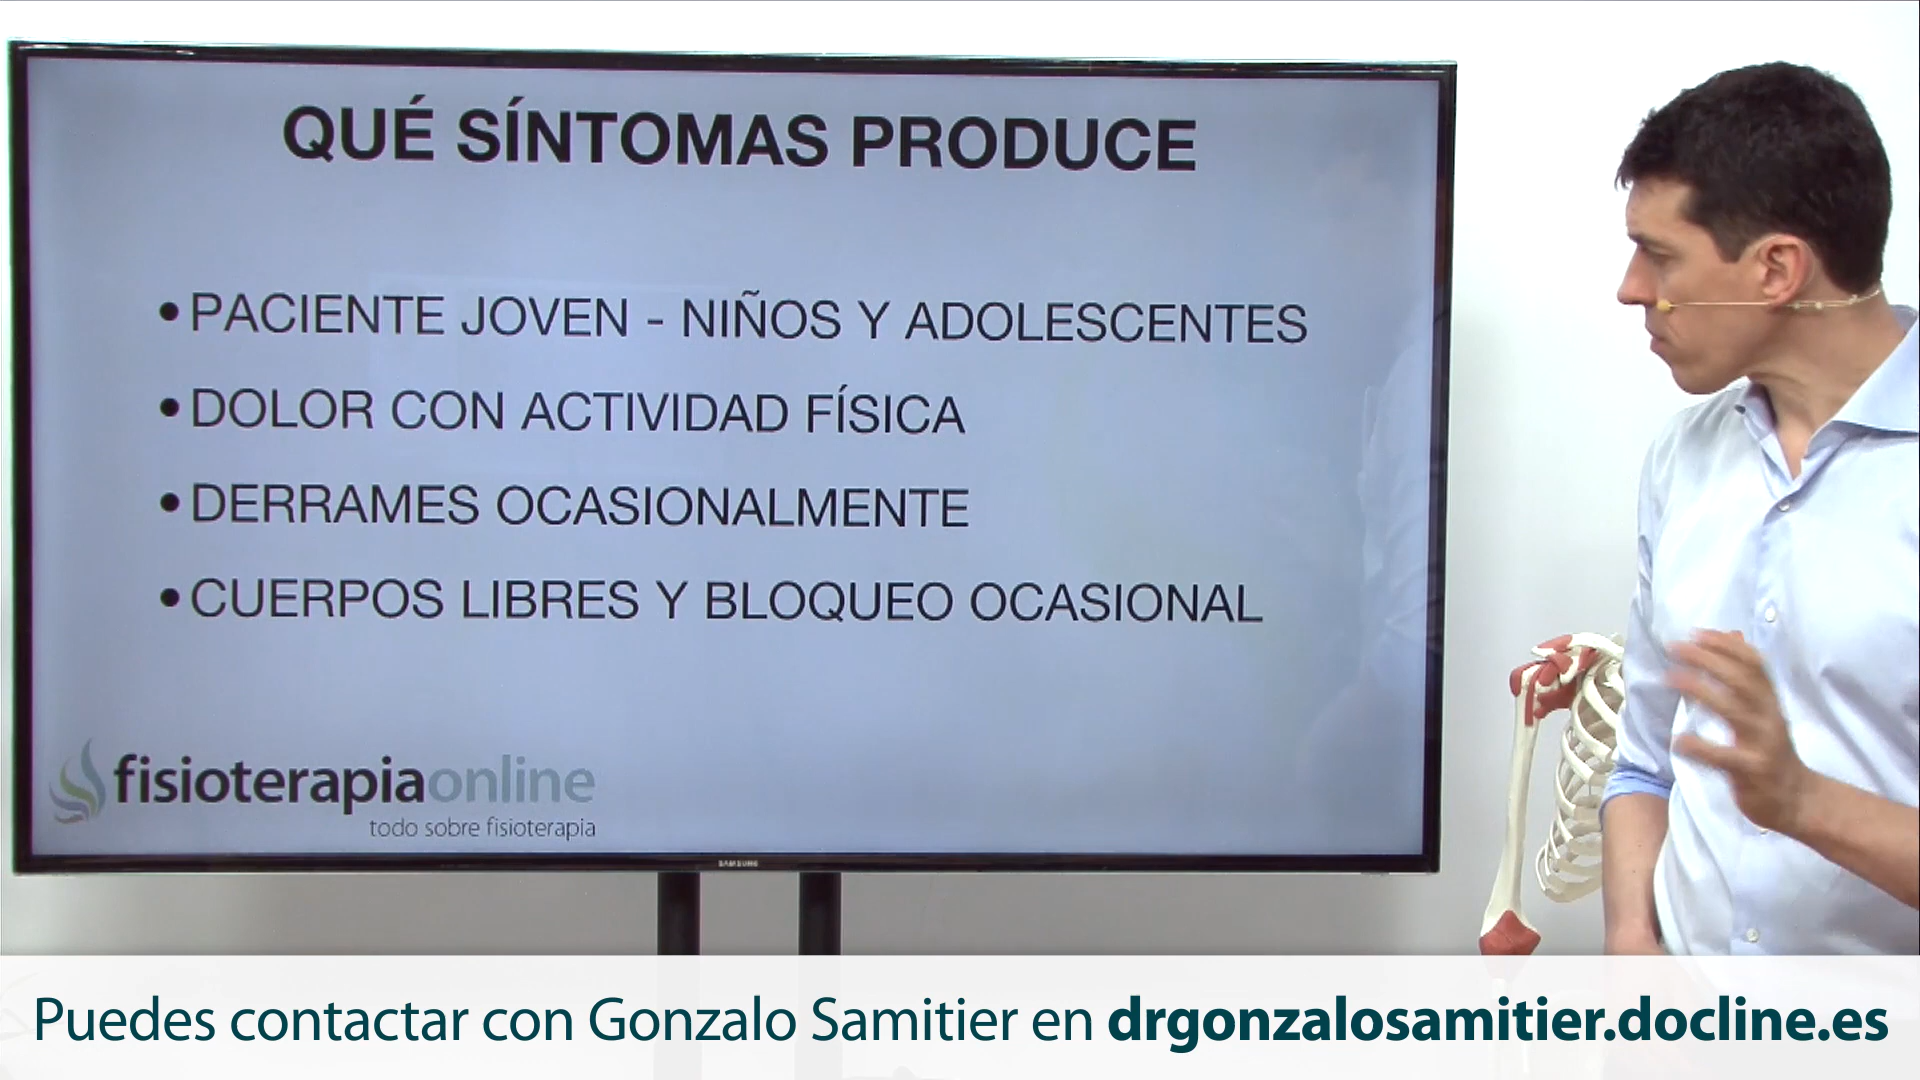 QUÉ SÍNTOMAS PRODUCE
• PACIENTE JOVEN - NIÑOS Y ADOLESCENTES
• DOLOR CON ACTIVIDAD FÍSICA
• DERRAMES OCASIONALMENTE
• CUERPOS LIBRES Y BLOQUEO OCASIONAL
fisioterapiaonline
todo sobre fisioterapia
SAMSUNG
Puedes contactar con Gonzalo Samitier en drgonzalosamitier.docline.es